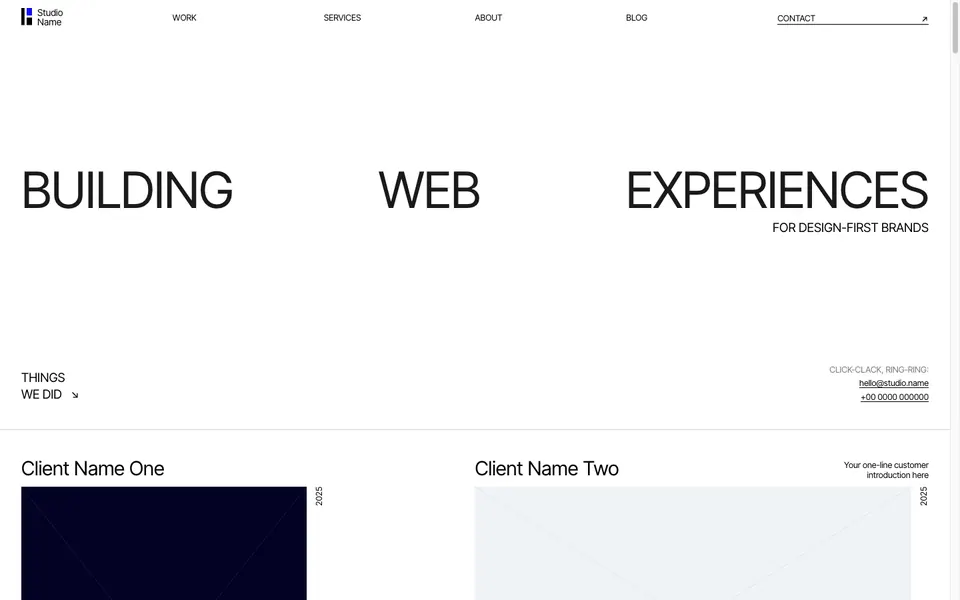 Studio
Name
WORK
SERVICES
ABOUT
BLOG
CONTACT
BUILDING WEB EXPERIENCES
FOR DESIGN-FIRST BRANDS
THINGS
WE DID
CLICK-CLACK, RING-RING:
hello@studio.name
+00 0000 000000
Client Name One
2025
Client Name Two
Your one-line customer
introduction here
2025